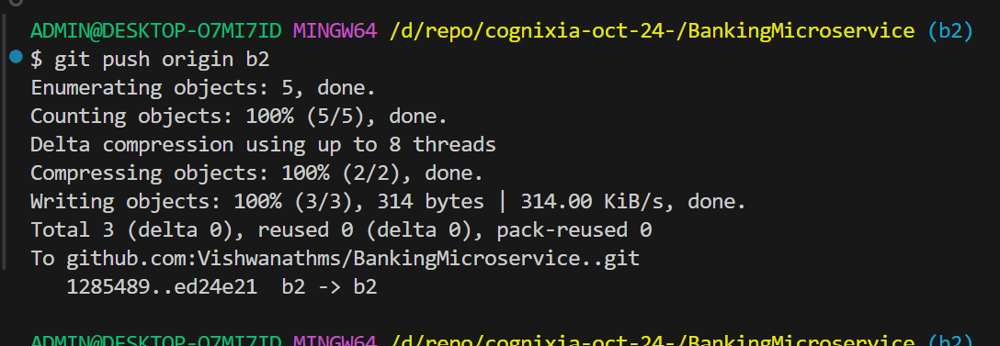 ADMIN@DESKTOP-O7MI7ID MINGW64 /d/repo/cognixia-oct-24-/BankingMicroservice (b2)
$ git push origin b2
Enumerating objects: 5, done.
Counting objects: 100% (5/5), done.
Delta compression using up to 8 threads
Compressing objects: 100% (2/2), done.
Writing objects: 100% (3/3), 314 bytes | 314.00 KiB/s, done.
Total 3 (delta 0), reused 0 (delta 0), pack-reused 0
To github.com:Vishwanathms/BankingMicroservice..git
   1285489..ed24e21  b2 -> b2
ADMIN@DESKTOP-O7MI7ID MINGW64 /d/repo/cognixia-oct-24-/BankingMicroservice (b2)